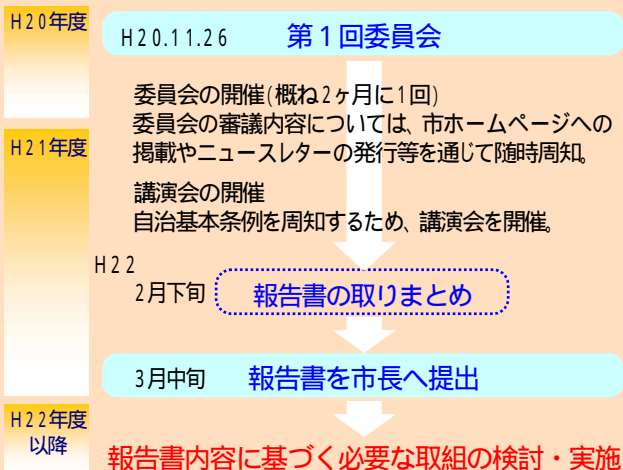 H20年度
H20.11.26 第1回委員会
委員会の開催(概ね2ヶ月に1回)
委員会の審議内容については、市ホームページへの
掲載やニュースレターの発行等を通じて随時周知。
H21年度
講演会の開催
自治基本条例を周知するため、講演会を開催。
H22
2月下旬 報告書の取りまとめ
3月中旬 報告書を市長へ提出
H22年度
以降
報告書内容に基づく必要な取組の検討・実施